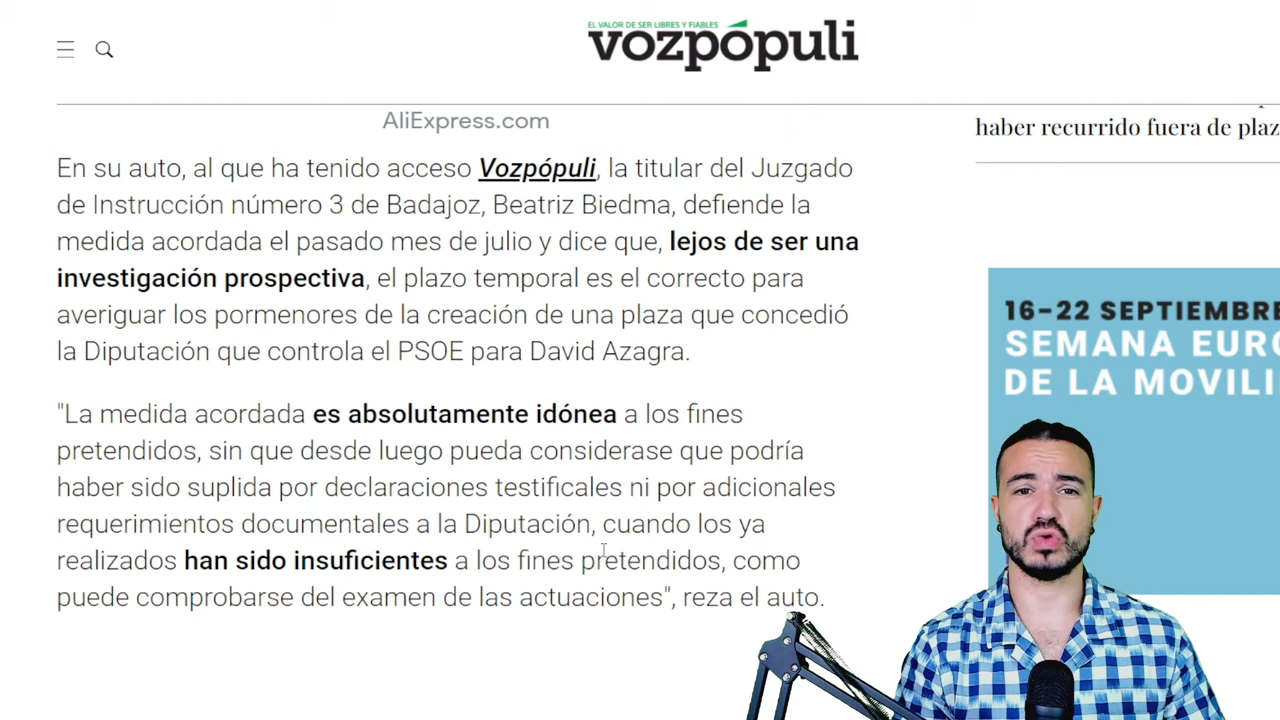 EL VALOR DE SER LIBRES Y FIABLES
vozpópuli
AliExpress.com
haber recurrido fuera de plaz
En su auto, al que ha tenido acceso Vozpópuli, la titular del Juzgado
de Instrucción número 3 de Badajoz, Beatriz Biedma, defiende la
medida acordada el pasado mes de julio y dice que, lejos de ser una
investigación prospectiva, el plazo temporal es el correcto para
averiguar los pormenores de la creación de una plaza que concedió
la Diputación que controla el PSOE para David Azagra.
"La medida acordada es absolutamente idónea a los fines
pretendidos, sin que desde luego pueda considerase que podría
haber sido suplida por declaraciones testificales ni por adicionales
requerimientos documentales a la Diputación, cuando los ya
realizados han sido insuficientes a los fines pretendidos, como
puede comprobarse del examen de las actuaciones", reza el auto.
16-22 SEPTIEMBRE
SEMANA EURO
DE LA MOVILI